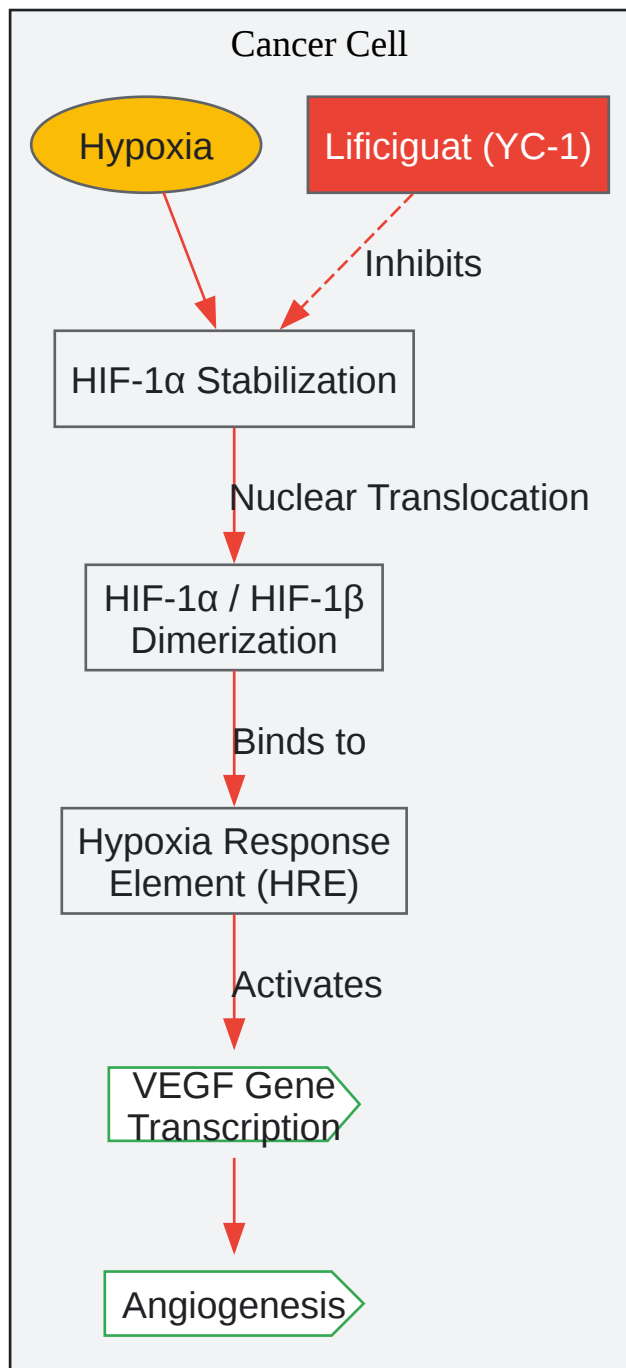 Cancer Cell
Hypoxia
Lificiguat (YC-1)
Inhibits
HIF-1α Stabilization
Nuclear Translocation
HIF-1α / HIF-1β
Dimerization
Binds to
Hypoxia Response
Element (HRE)
Activates
VEGF Gene
Transcription
Angiogenesis